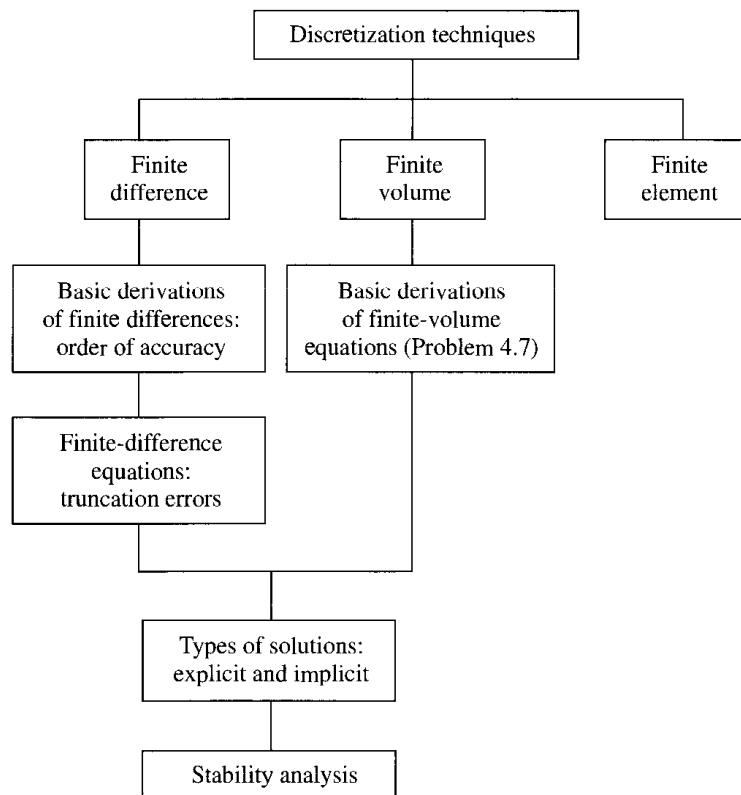 Discretization techniques
Finite
difference
Finite
volume
Finite
element
Basic derivations
of finite differences:
order of accuracy
Basic derivations
of finite-volume
equations (Problem 4.7)
Finite-difference
equations:
truncation errors
Types of solutions:
explicit and implicit
Stability analysis